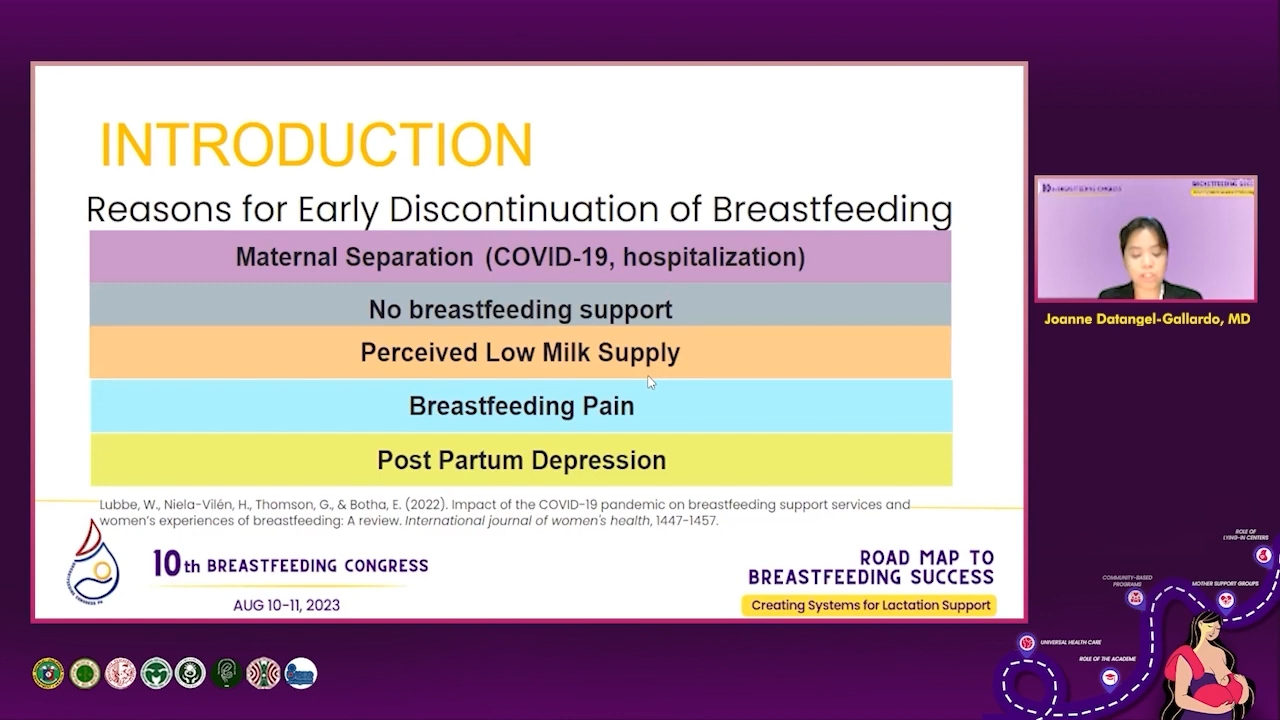 INTRODUCTION
Reasons for Early Discontinuation of Breastfeeding
Maternal Separation (COVID-19, hospitalization)
No breastfeeding support
Perceived Low Milk Supply
Breastfeeding Pain
Post Partum Depression
Lubbe, W., Niela-Vilén, H., Thomson, G., & Botha, E. (2022). Impact of the COVID-19 pandemic on breastfeeding support services and
women's experiences of breastfeeding: A review. International journal of women's health, 1447-1457.
10th BREASTFEEDING CONGRESS
AUG 10-11, 2023
ROAD MAP TO
BREASTFEEDING SUCCESS
Creating Systems for Lactation Support
Joanne Datangel-Gallardo, MD
ROLE OF
LYING-IN CENTERS
COMMUNITY-BASED
PROGRAMS
MOTHER SUPPORT GROUPS
UNIVERSAL HEALTH CARE
ROLE OF THE ACADEME